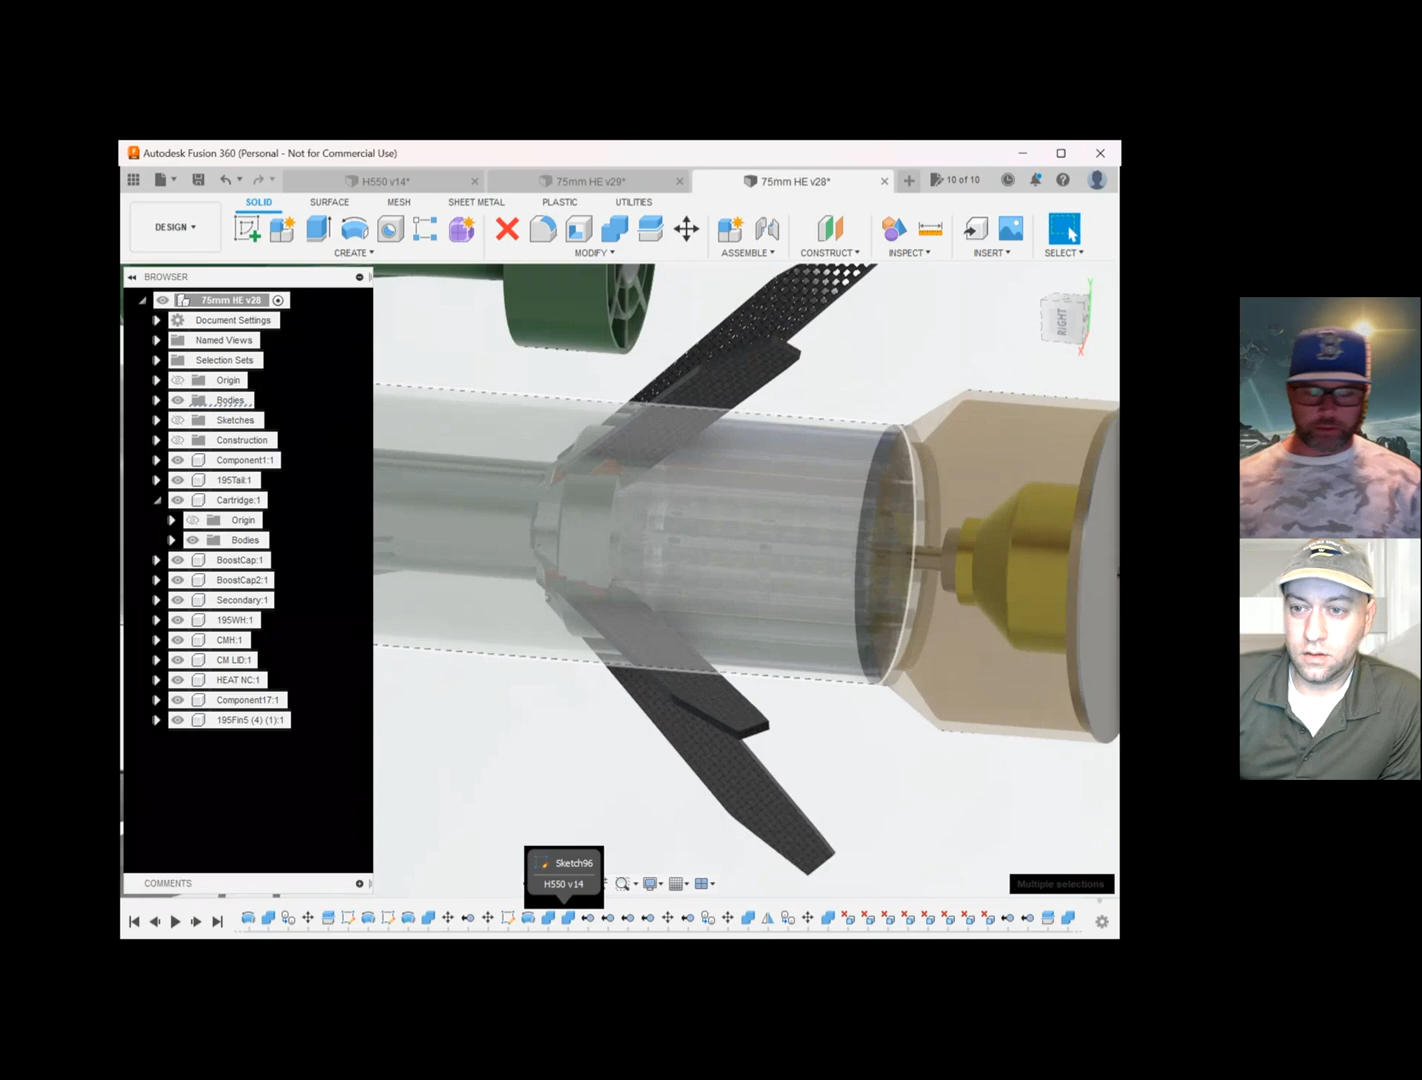 Autodesk Fusion 360 (Personal - Not for Commercial Use)
H550 v14*
75mm HE v29*
75mm HE v28*
10 of 10
SOLID
SURFACE
MESH
SHEET METAL
PLASTIC
UTILITIES
DESIGN
CREATE
MODIFY
ASSEMBLE
CONSTRUCT
INSPECT
INSERT
SELECT
BROWSER
75mm HE v28
Document Settings
Named Views
Selection Sets
Origin
Bodies
Sketches
Construction
Component1:1
195Tail:1
Cartridge:1
Origin
Bodies
BoostCap:1
BoostCap2:1
Secondary:1
195WH:1
CMH:1
CM LID:1
HEAT NC:1
Component17:1
195Fin5 (4) (1):1
RIGHT
Y
X
Sketch96
H550 v14
COMMENTS
Multiple selections